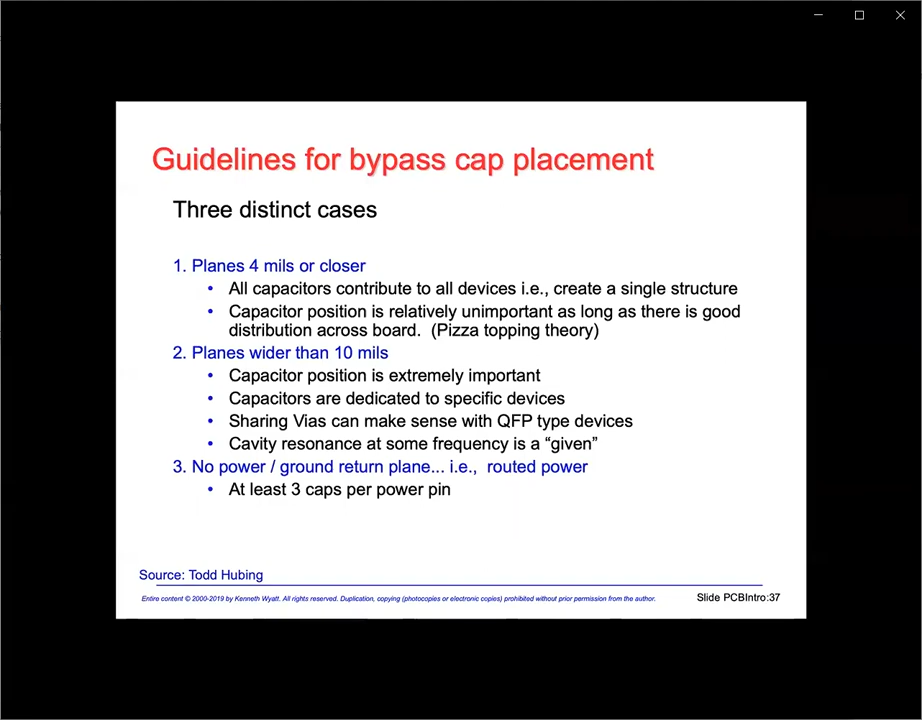 Guidelines for bypass cap placement
Three distinct cases
1. Planes 4 mils or closer
• All capacitors contribute to all devices i.e., create a single structure
• Capacitor position is relatively unimportant as long as there is good
distribution across board. (Pizza topping theory)
2. Planes wider than 10 mils
• Capacitor position is extremely important
• Capacitors are dedicated to specific devices
• Sharing Vias can make sense with QFP type devices
• Cavity resonance at some frequency is a “given”
3. No power / ground return plane... i.e., routed power
• At least 3 caps per power pin
Source: Todd Hubing
Entire content © 2000-2019 by Kenneth Wyatt. All rights reserved. Duplication, copying (photocopies or electronic copies) prohibited without prior permission from the author.
Slide PCBIntro:37